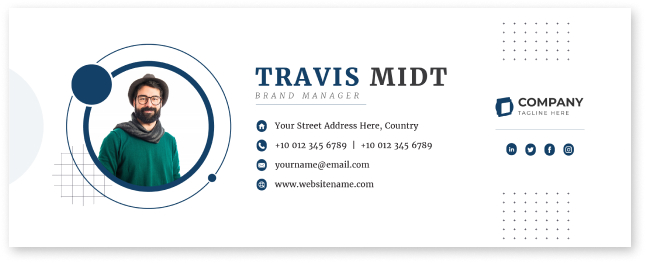 TRAVIS MIDT
BRAND MANAGER
Your Street Address Here, Country
+10 012 345 6789 | +10 012 345 6789
yourname@email.com
www.websitename.com
COMPANY
TAGLINE HERE